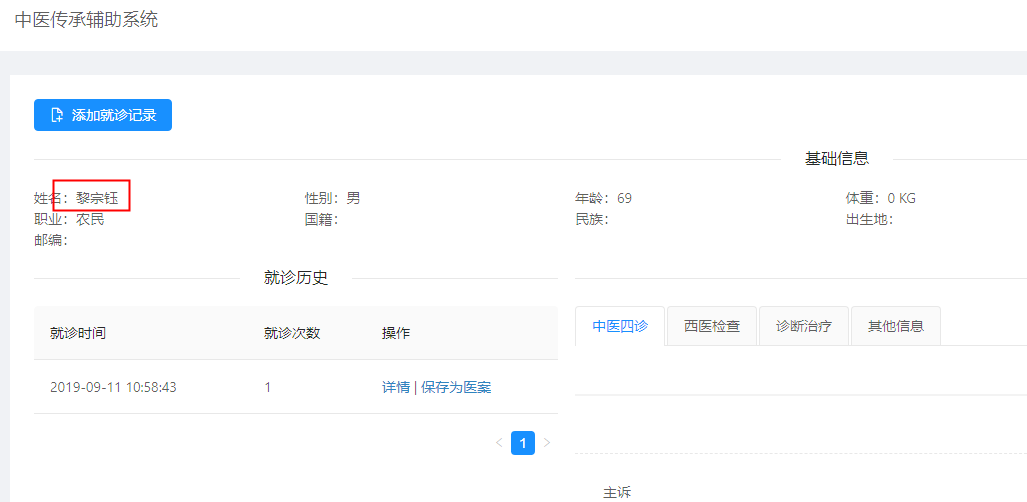 中医传承辅助系统
添加就诊记录
基础信息
姓名：黎宗钰 性别：男 年龄：69 体重：0 KG
职业：农民 国籍： 民族： 出生地：
邮编：
就诊历史
就诊时间 就诊次数 操作
2019-09-11 10:58:43 1 详情 | 保存为医案
< 1 >
中医四诊 西医检查 诊断治疗 其他信息
主诉